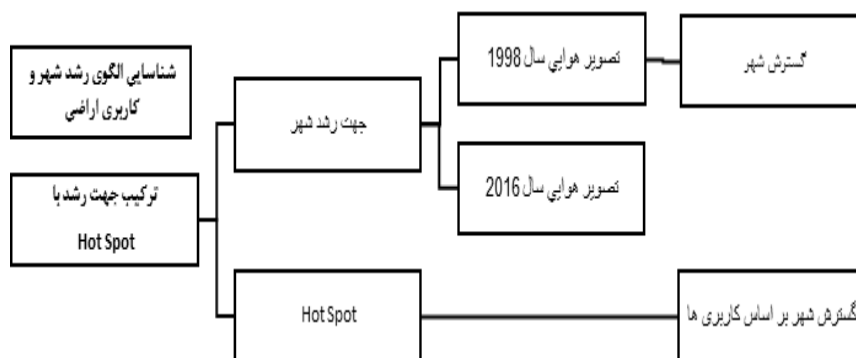 گسترش شهر
تصویر هوایی سال 1998
شناسایی الگوی رشد شهر و
کاربری اراضی
جهت رشد شهر
تصویر هوایی سال 2016
ترکیب جهت رشد با
Hot Spot
Hot Spot
گسترش شهر بر اساس کاربری ها